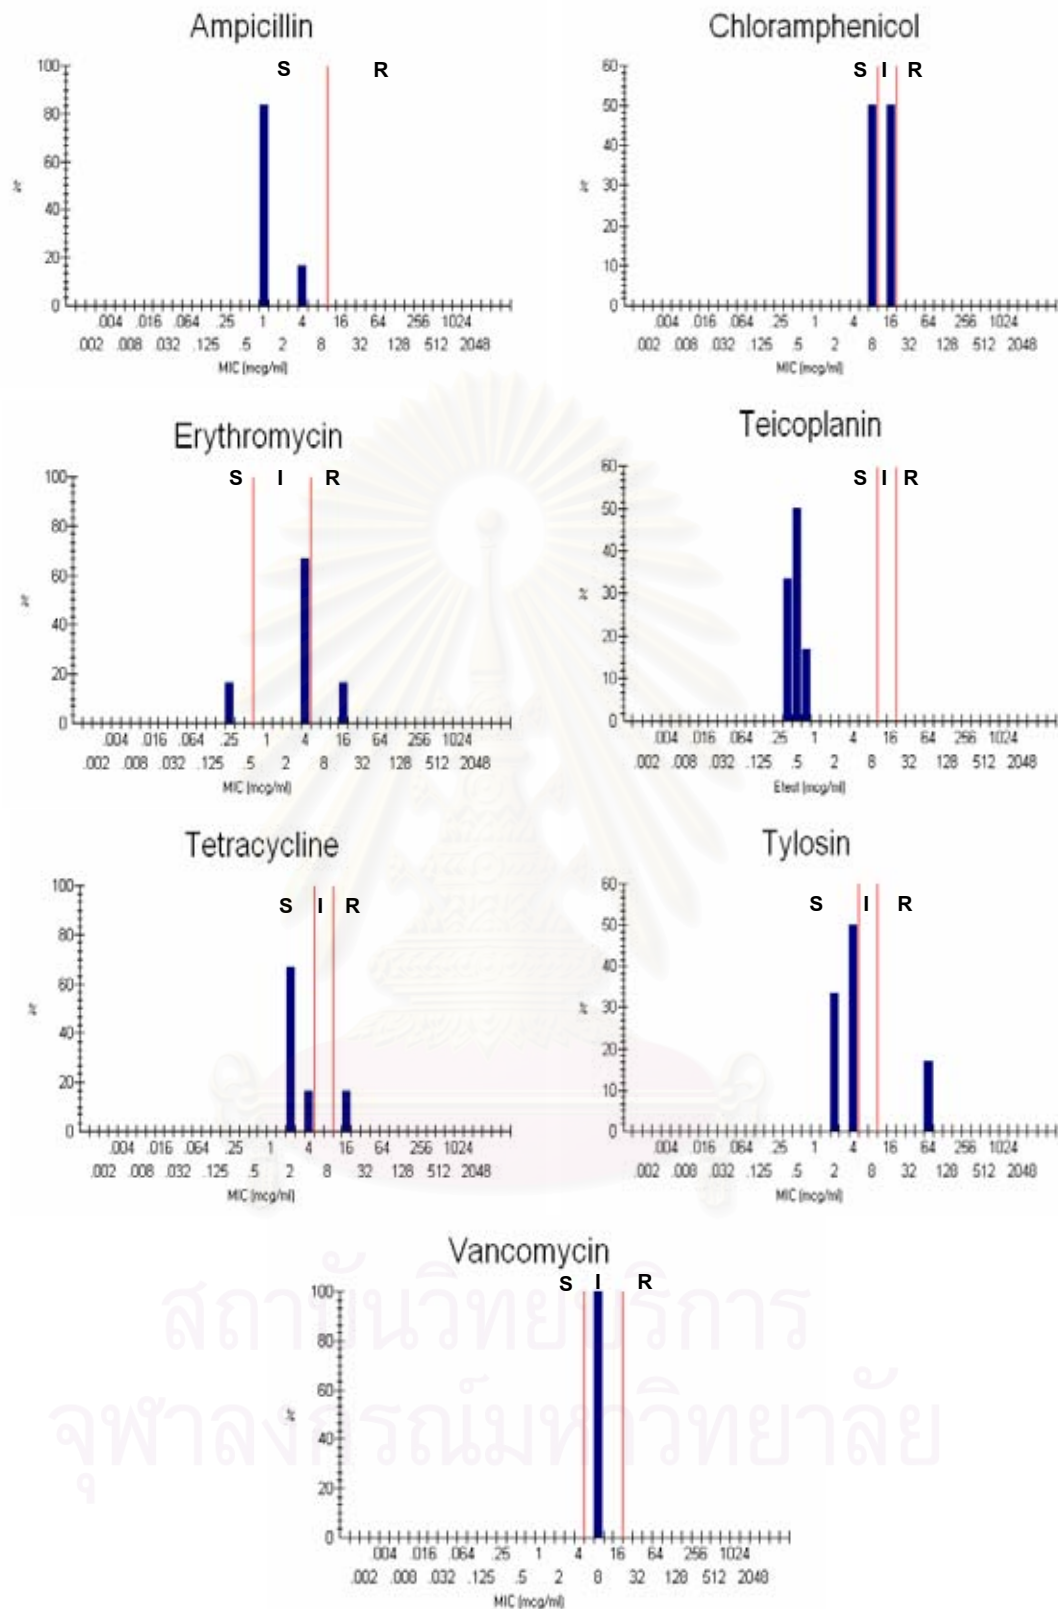 Ampicillin
S R
100
80
60
40
20
0
.004 .016 .064 .25 1 4 16 64 256 1024
.002 .008 .032 .125 .5 2 8 32 128 512 2048
MIC (mcg/ml)
Chloramphenicol
S I R
60
50
40
30
20
10
0
.004 .016 .064 .25 1 4 16 64 256 1024
.002 .008 .032 .125 .5 2 8 32 128 512 2048
MIC (mcg/ml)
Erythromycin
S I R
100
80
60
40
20
0
.004 .016 .064 .25 1 4 16 64 256 1024
.002 .008 .032 .125 .5 2 8 32 128 512 2048
MIC (mcg/ml)
Teicoplanin
S I R
60
50
40
30
20
10
0
.004 .016 .064 .25 1 4 16 64 256 1024
.002 .008 .032 .125 .5 2 8 32 128 512 2048
Etest (mcg/ml)
Tetracycline
S I R
100
80
60
40
20
0
.004 .016 .064 .25 1 4 16 64 256 1024
.002 .008 .032 .125 .5 2 8 32 128 512 2048
MIC (mcg/ml)
Tylosin
S I R
60
50
40
30
20
10
0
.004 .016 .064 .25 1 4 16 64 256 1024
.002 .008 .032 .125 .5 2 8 32 128 512 2048
MIC (mcg/ml)
Vancomycin
S I R
100
80
60
40
20
0
.004 .016 .064 .25 1 4 16 64 256 1024
.002 .008 .032 .125 .5 2 8 32 128 512 2048
MIC (mcg/ml)
สถาบันวิทยบริการ
จุฬาลงกรณ์มหาวิทยาลัย